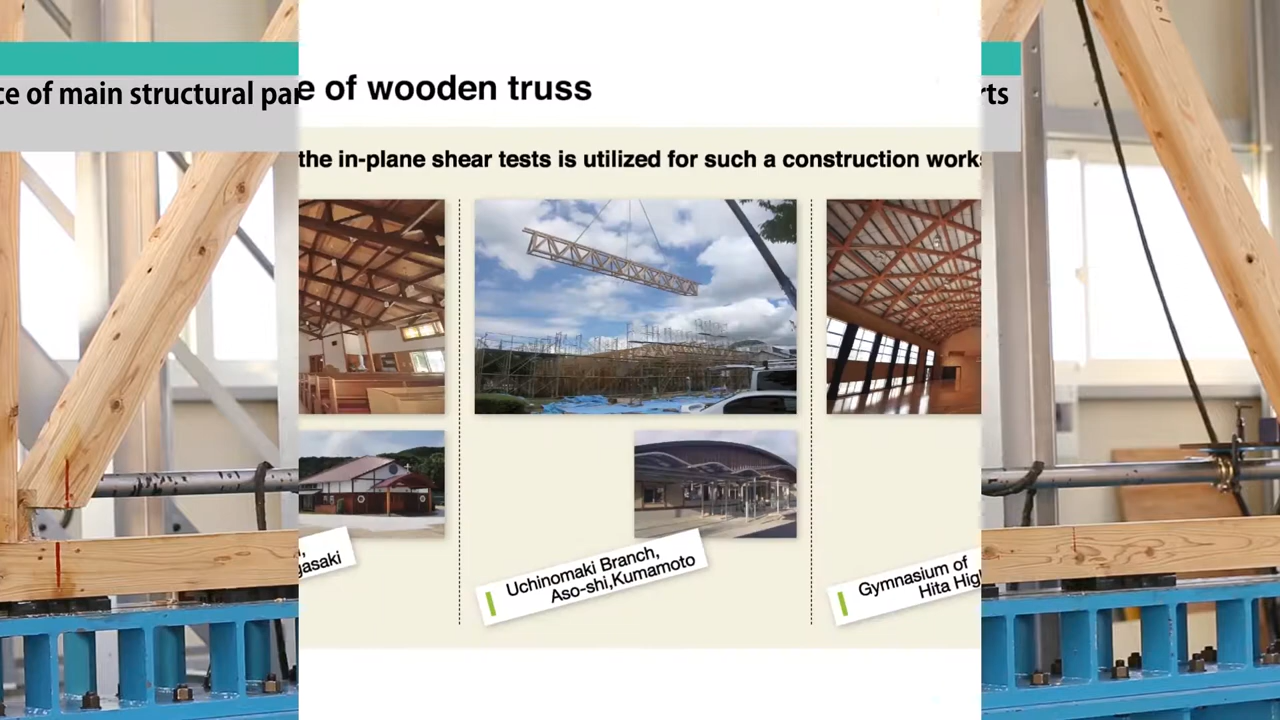 ce of main structural par
rts
e of wooden truss
the in-plane shear tests is utilized for such a construction works
gasaki
Uchinomaki Branch,
Aso-shi,Kumamoto
Gymnasium of
Hita Hig